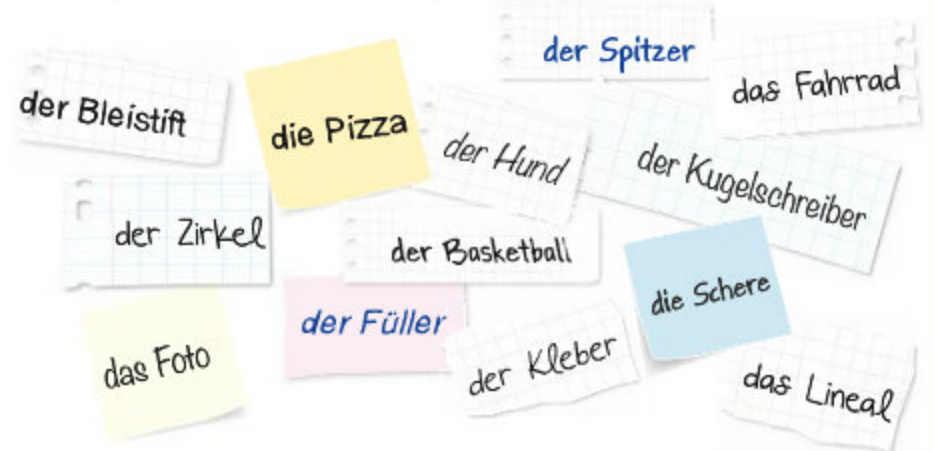 der Spitzer
das Fahrrad
der Bleistift
die Pizza
der Hund
der Kugelschreiber
der Zirkel
der Basketball
die Schere
das Foto
der Füller
der Kleber
das Lineal